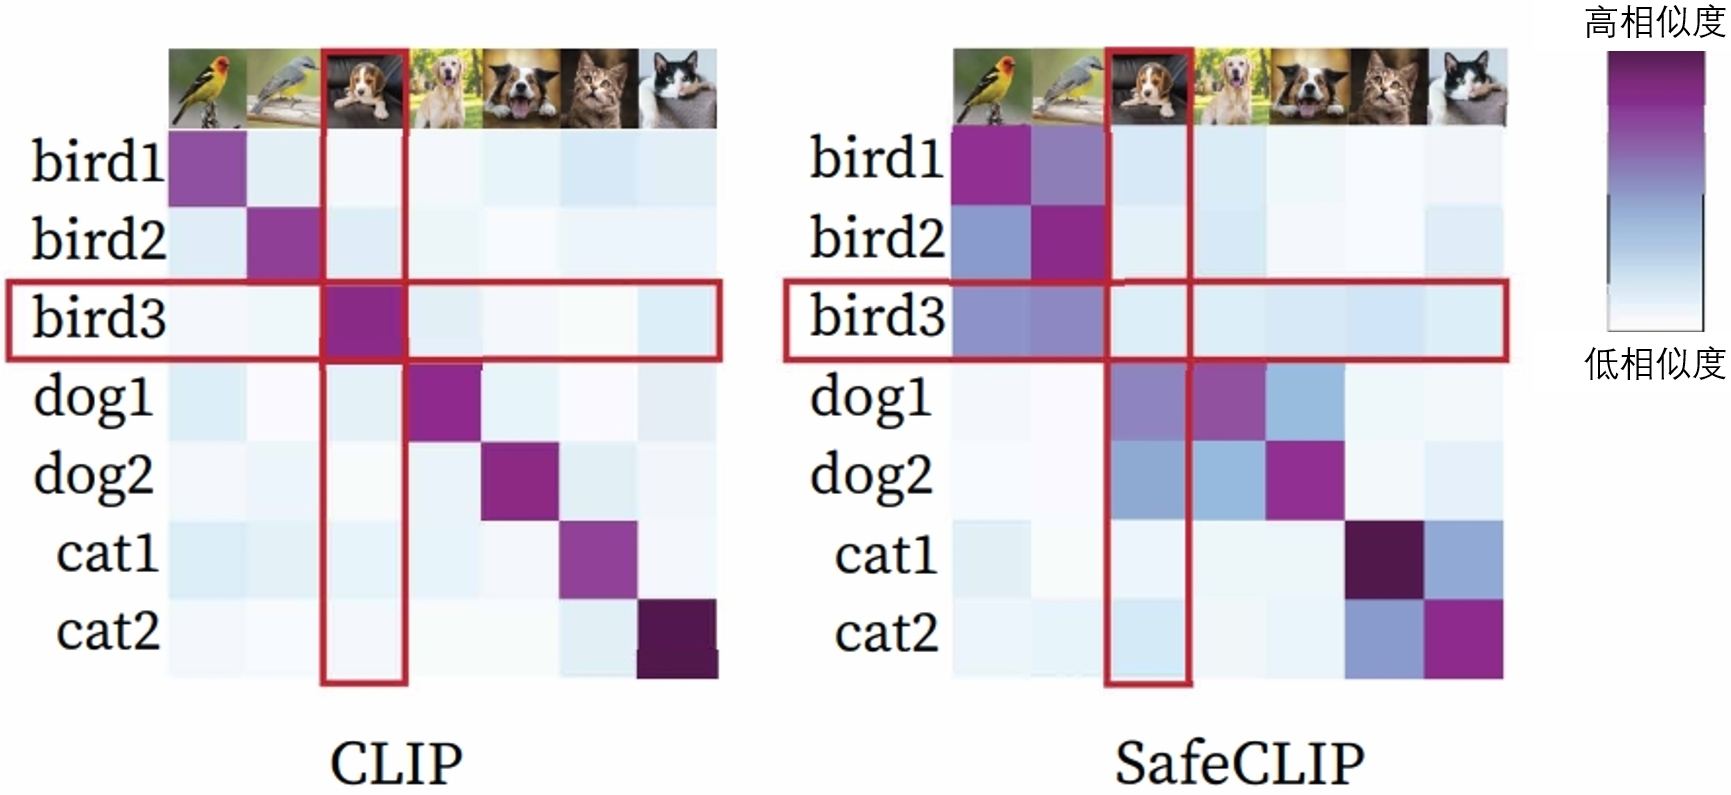 高相似度
bird1
bird2
bird3
dog1
dog2
cat1
cat2
CLIP
bird1
bird2
bird3
dog1
dog2
cat1
cat2
SafeCLIP
低相似度